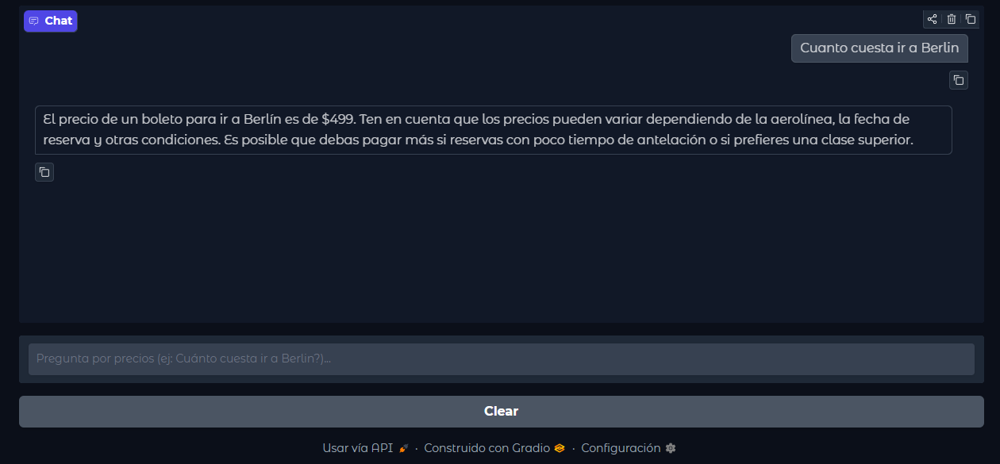 Chat
Cuanto cuesta ir a Berlin
El precio de un boleto para ir a Berlín es de $499. Ten en cuenta que los precios pueden variar dependiendo de la aerolínea, la fecha de
reserva y otras condiciones. Es posible que debas pagar más si reservas con poco tiempo de antelación o si prefieres una clase superior.
Pregunta por precios (ej: Cuánto cuesta ir a Berlin?)...
Clear
Usar vía API · Construido con Gradio · Configuración